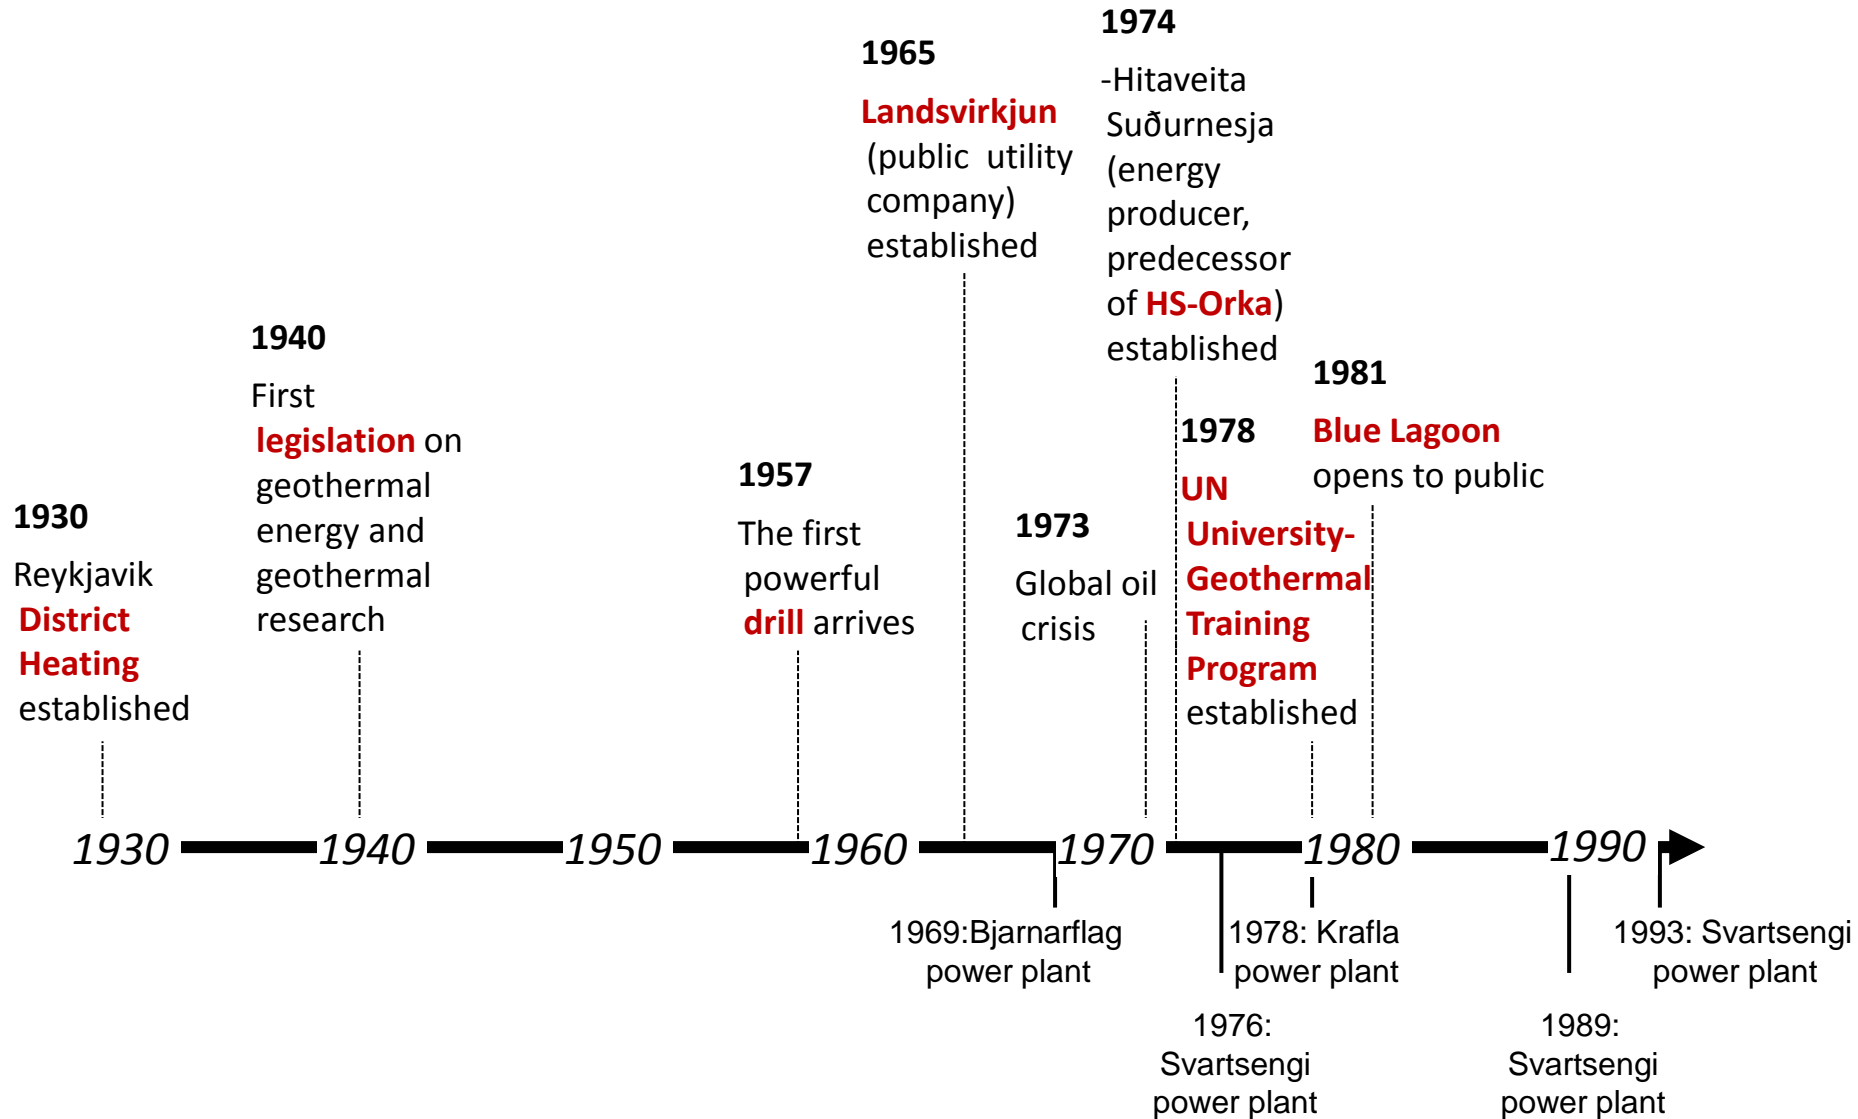 1930
Reykjavik
District
Heating
established
1940
First
legislation on
geothermal
energy and
geothermal
research
1957
The first
powerful
drill arrives
1965
Landsvirkjun
(public utility
company)
established
1973
Global oil
crisis
1974
-Hitaveita
Suðurnesja
(energy
producer,
predecessor
of HS-Orka)
established
1978
UN
University-
Geothermal
Training
Program
established
1981
Blue Lagoon
opens to public
1930
1940
1950
1960
1970
1980
1990
1969:Bjarnarflag
power plant
1976:
Svartsengi
power plant
1978: Krafla
power plant
1989:
Svartsengi
power plant
1993: Svartsengi
power plant